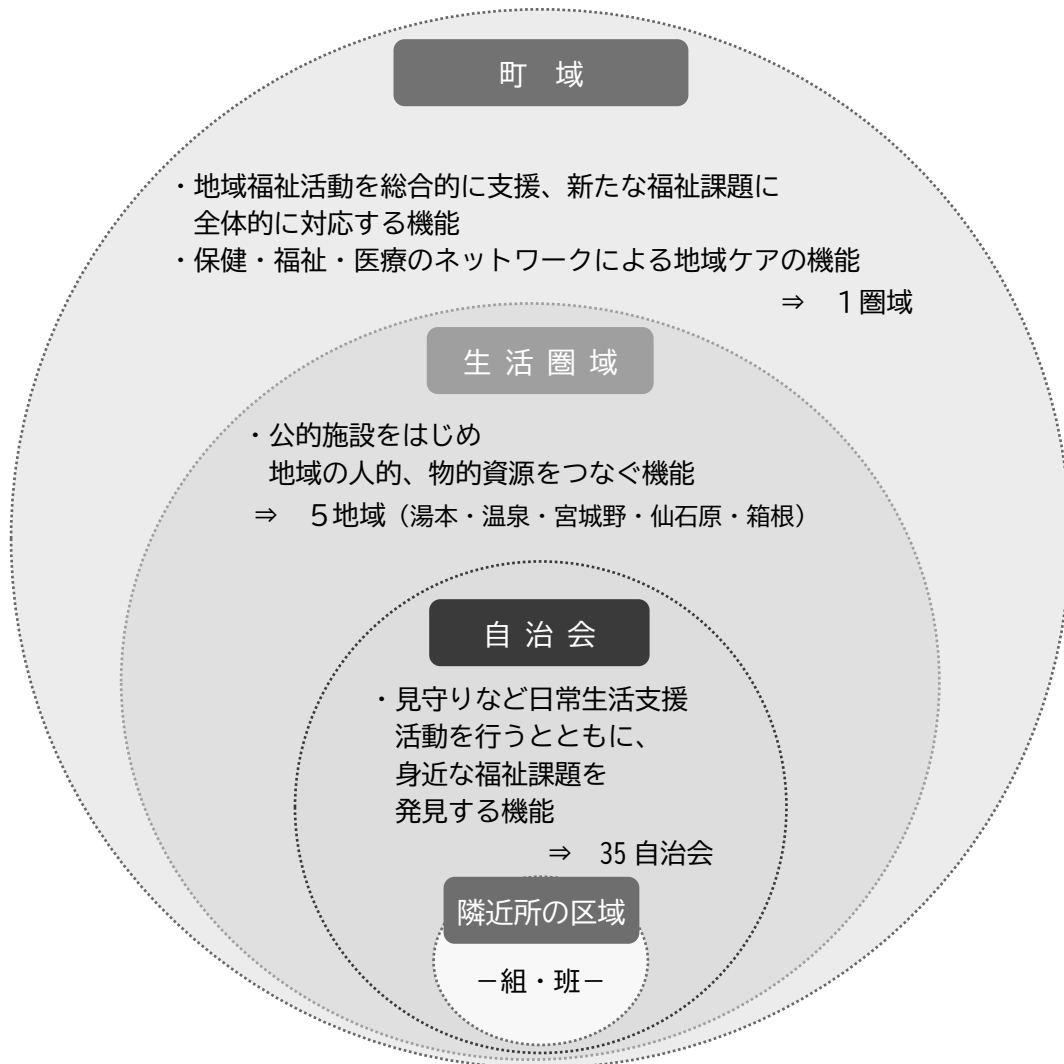 町　域
・地域福祉活動を総合的に支援、新たな福祉課題に
全体的に対応する機能
・保健・福祉・医療のネットワークによる地域ケアの機能
⇒　１圏域
生 活 圏 域
・公的施設をはじめ
地域の人的、物的資源をつなぐ機能
⇒　５地域（湯本・温泉・宮城野・仙石原・箱根）
自 治 会
・見守りなど日常生活支援
活動を行うとともに、
身近な福祉課題を
発見する機能
⇒　35 自治会
隣近所の区域
－組・班－